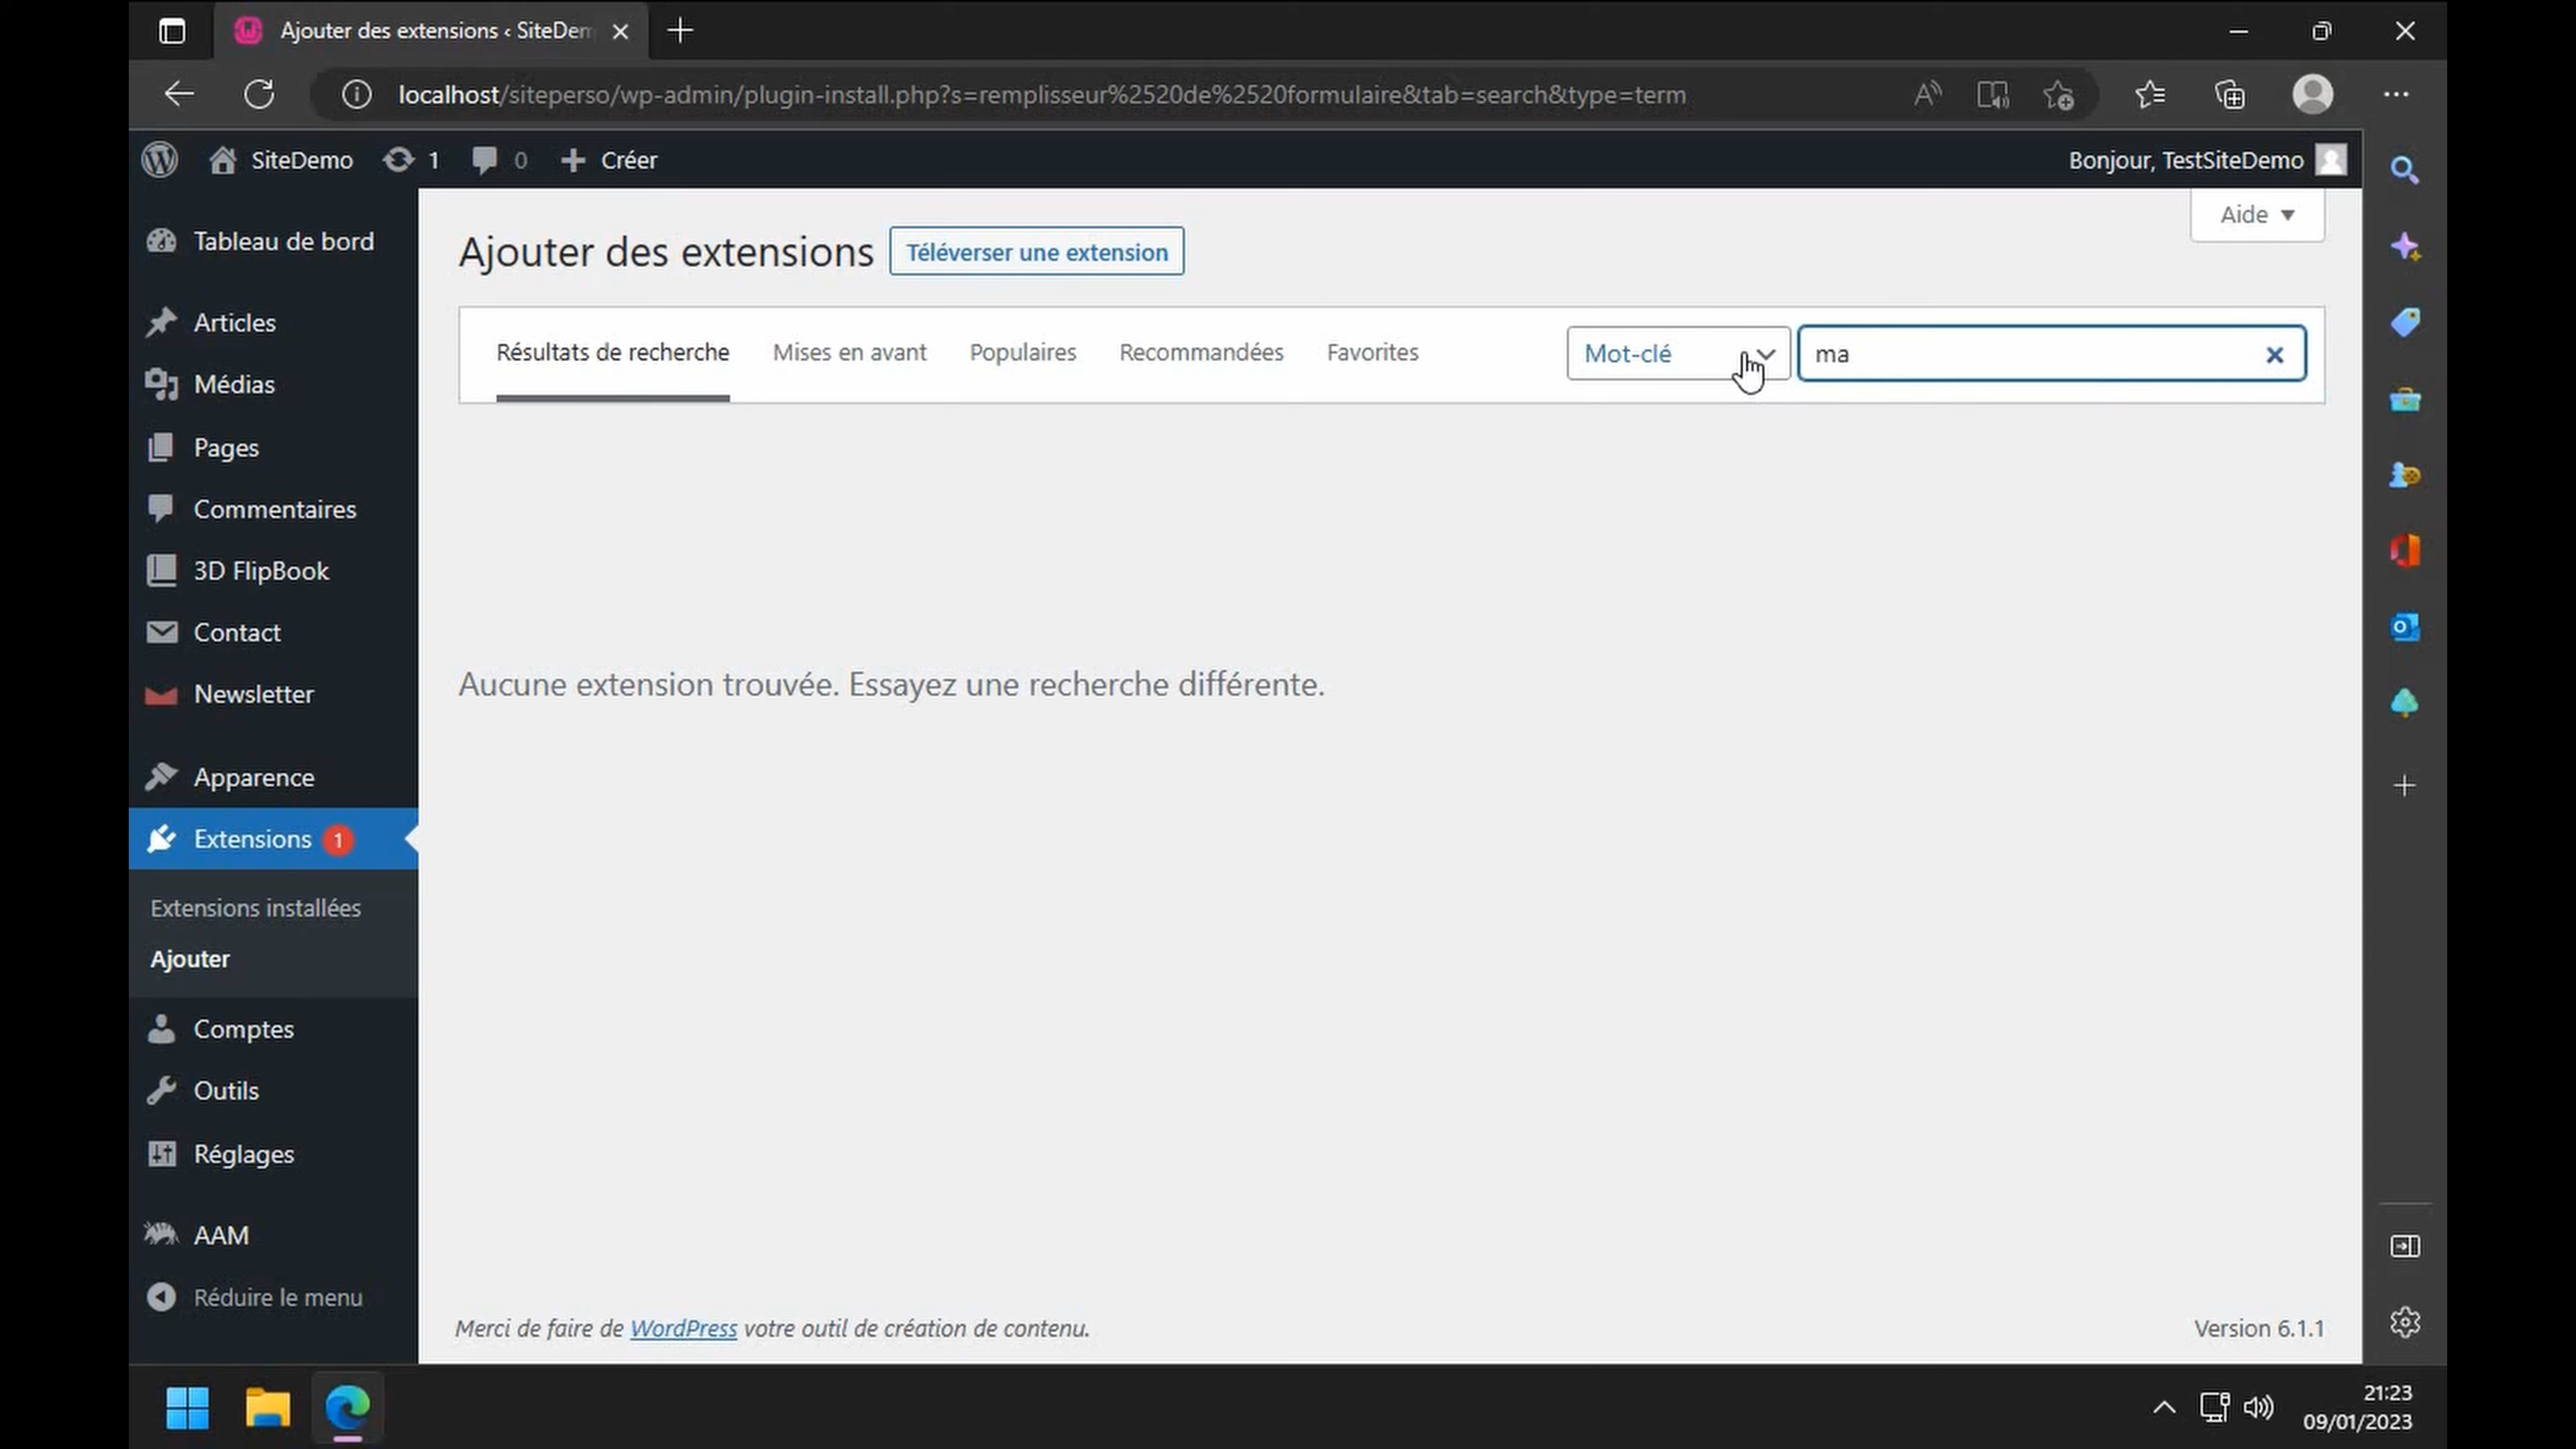 Ajouter des extensions ‹ SiteDem
localhost/siteperso/wp-admin/plugin-install.php?s=remplisseur%2520de%2520formulaire&tab=search&type=term
SiteDemo 1 0 Créer
Bonjour, TestSiteDemo
Aide
Tableau de bord
Articles
Médias
Pages
Commentaires
3D FlipBook
Contact
Newsletter
Apparence
Extensions 1
Extensions installées
Ajouter
Comptes
Outils
Réglages
AAM
Réduire le menu
Ajouter des extensions
Téléverser une extension
Résultats de recherche Mises en avant Populaires Recommandées Favorites
Mot-clé
ma
Aucune extension trouvée. Essayez une recherche différente.
Merci de faire de WordPress votre outil de création de contenu.
Version 6.1.1
21:23
09/01/2023